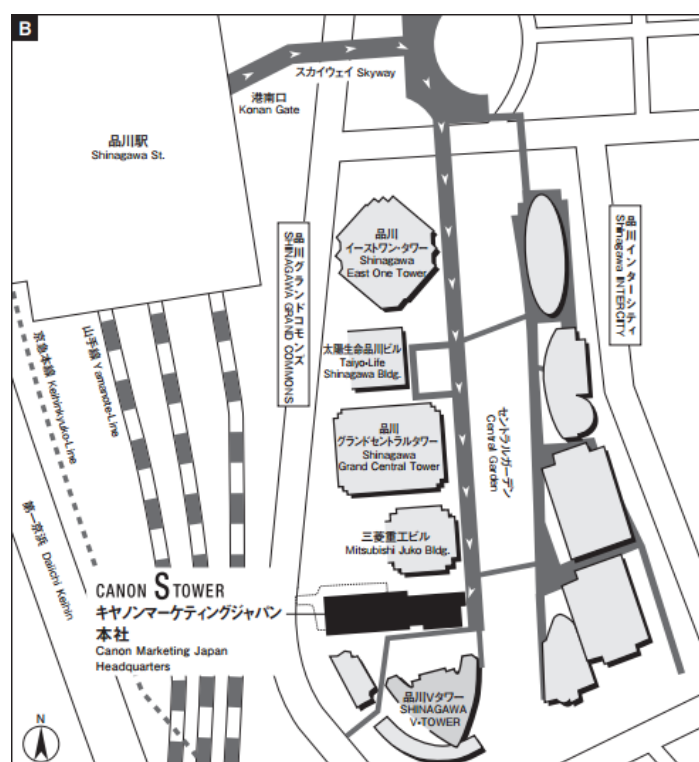 B
スカイウェイ Skyway
港南口
Konan Gate
品川駅
Shinagawa St.
品川グランドコモンズ
SHINAGAWA GRAND COMMONS
品川
イーストワン・タワー
Shinagawa
East One Tower
品川インターシティ
Shinagawa INTERCITY
太陽生命品川ビル
Taiyo•Life
Shinagawa Bldg.
京急本線 Keihinkyuko-Line
山手線 Yamanote-Line
品川
グランドセントラルタワー
Shinagawa
Grand Central Tower
セントラルガーデン
Central Garden
第一京浜 Daiichi Keihin
三菱重工ビル
Mitsubishi Juko Bldg.
CANON S TOWER
キヤノンマーケティングジャパン
本社
Canon Marketing Japan
Headquarters
品川Vタワー
SHINAGAWA
V•TOWER
N